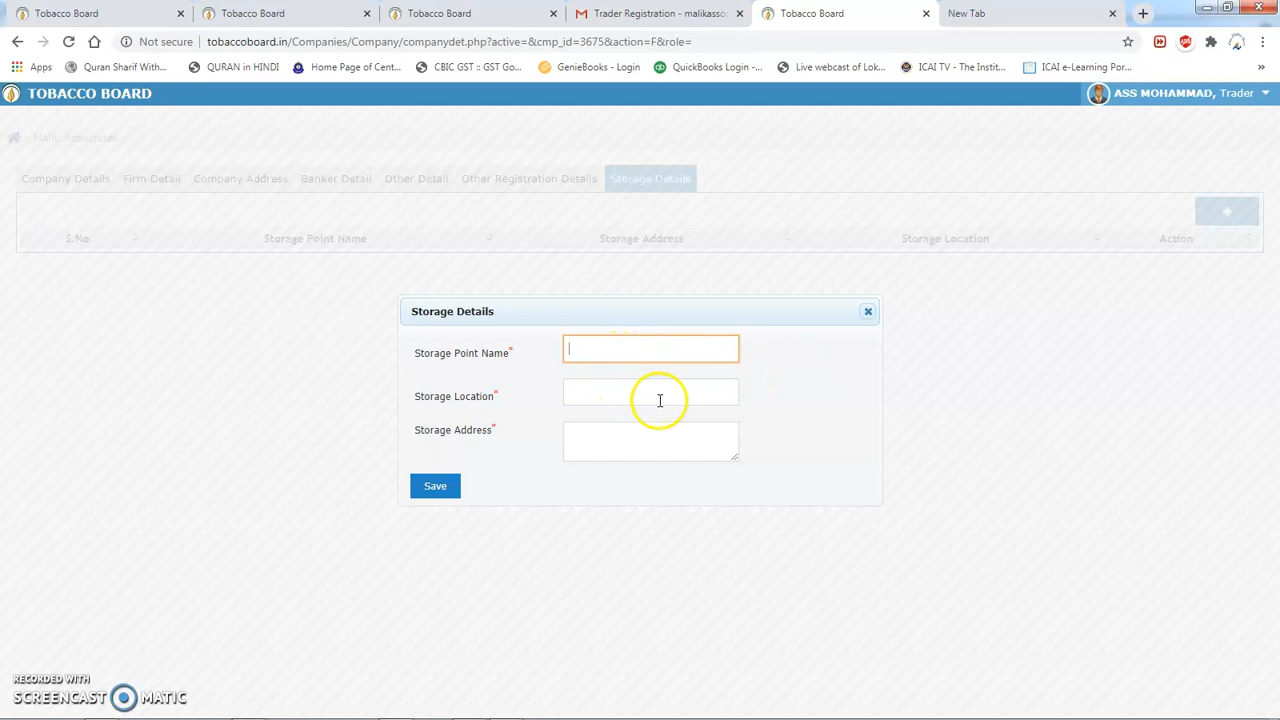 Tobacco Board
Tobacco Board
Tobacco Board
Trader Registration - malikasso
Tobacco Board
New Tab
Not secure
tobaccoboard.in/Companies/Company/companydet.php?active=&cmp_id=3675&action=F&role=
Apps
Quran Sharif With...
QURAN in HINDI
Home Page of Cent...
CBIC GST :: GST Go...
GenieBooks - Login
QuickBooks Login -...
Live webcast of Lok...
ICAI TV - The Instit...
ICAI e-Learning Por...
»
TOBACCO BOARD
ASS MOHAMMAD, Trader
Malik Associates
Company Details
Firm Detail
Company Address
Banker Detail
Other Detail
Other Registration Details
Storage Details
S.No
Storage Point Name
Storage Address
Storage Location
Action
Storage Details
Storage Point Name*
Storage Location*
Storage Address*
Save
RECORDED WITH
SCREENCAST MATIC